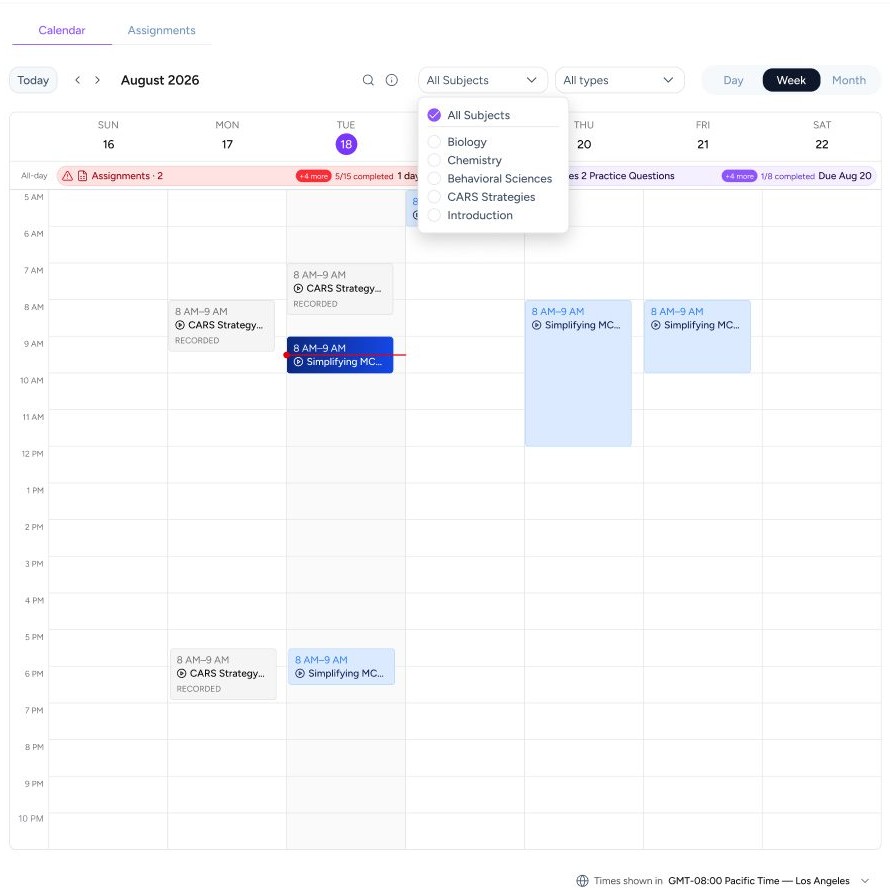 Calendar
Assignments
Today
August 2026
All Subjects
All types
Day
Week
Month
All Subjects
Biology
Chemistry
Behavioral Sciences
CARS Strategies
Introduction
SUN
16
MON
17
TUE
18
THU
20
FRI
21
SAT
22
All-day
Assignments · 2
+4 more
5/15 completed
1 day
2 Practice Questions
+4 more
1/8 completed
Due Aug 20
5 AM
8
6 AM
7 AM
8 AM–9 AM
CARS Strategy...
RECORDED
8 AM
8 AM–9 AM
CARS Strategy...
RECORDED
8 AM–9 AM
Simplifying MC...
8 AM–9 AM
Simplifying MC...
9 AM
8 AM–9 AM
Simplifying MC...
10 AM
11 AM
12 PM
1 PM
2 PM
3 PM
4 PM
5 PM
8 AM–9 AM
CARS Strategy...
RECORDED
8 AM–9 AM
Simplifying MC...
6 PM
7 PM
8 PM
9 PM
10 PM
Times shown in GMT-08:00 Pacific Time — Los Angeles